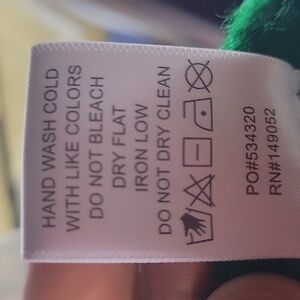 HAND WASH COLD
WITH LIKE COLORS
DO NOT BLEACH
DRY FLAT
IRON LOW
DO NOT DRY CLEAN
PO#534320
RN#149052